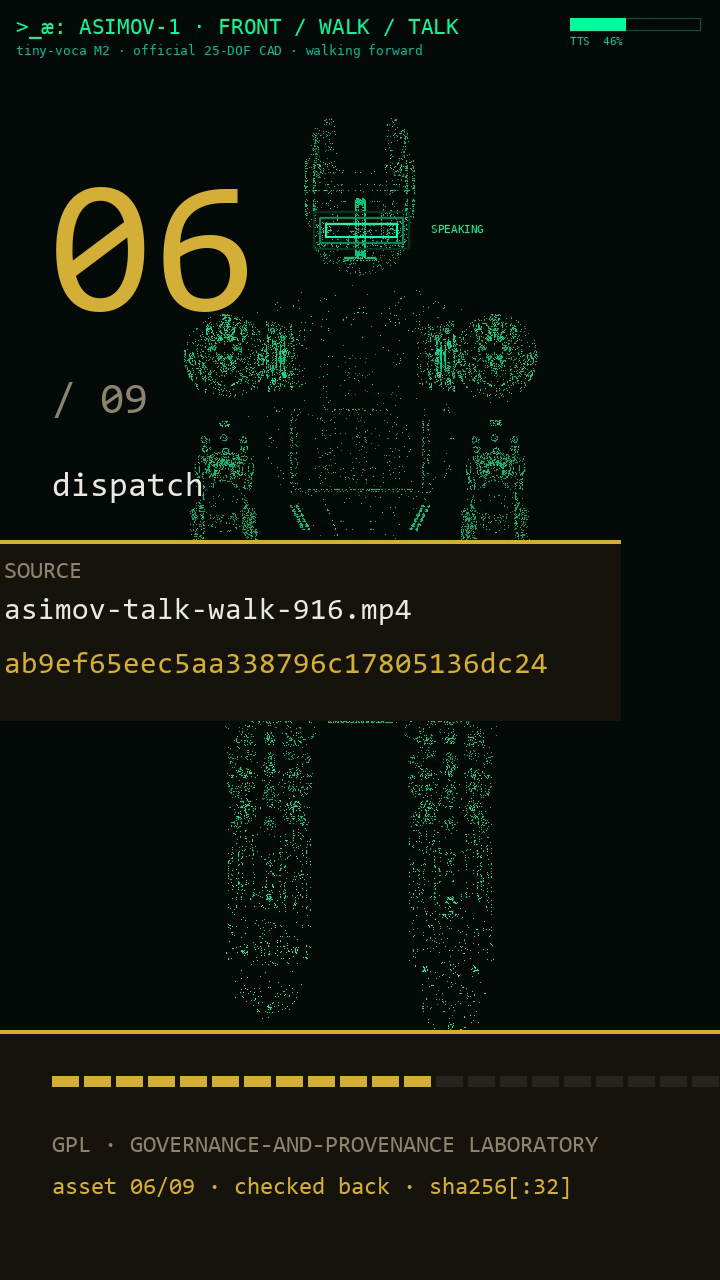 >_æ: ASIMOV-1 · FRONT / WALK / TALK
tiny-voca M2 · official 25-DOF CAD · walking forward
TTS 46%
06
SPEAKING
/ 09
dispatch
SOURCE
asimov-talk-walk-916.mp4
ab9ef65eec5aa338796c17805136dc24
GPL · GOVERNANCE-AND-PROVENANCE LABORATORY
asset 06/09 · checked back · sha256[:32]